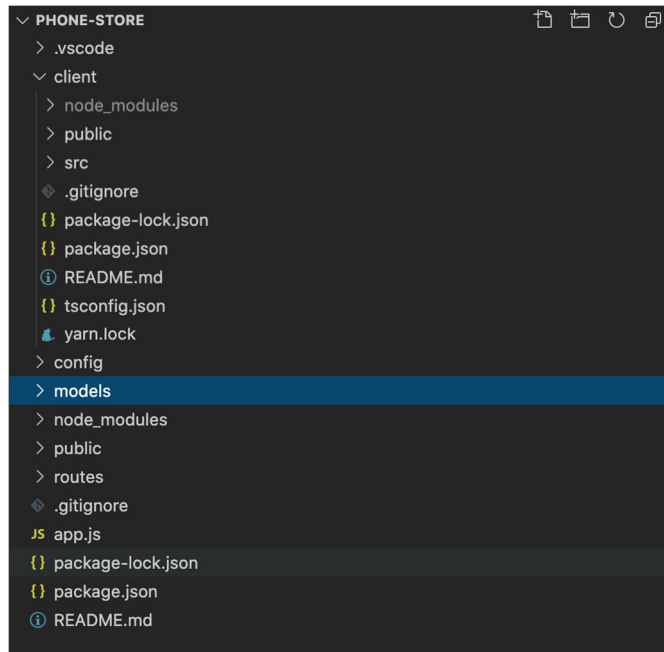 PHONE-STORE
.vscode
client
node_modules
public
src
.gitignore
{} package-lock.json
{} package.json
README.md
{} tsconfig.json
yarn.lock
config
models
node_modules
public
routes
.gitignore
JS app.js
{} package-lock.json
{} package.json
README.md